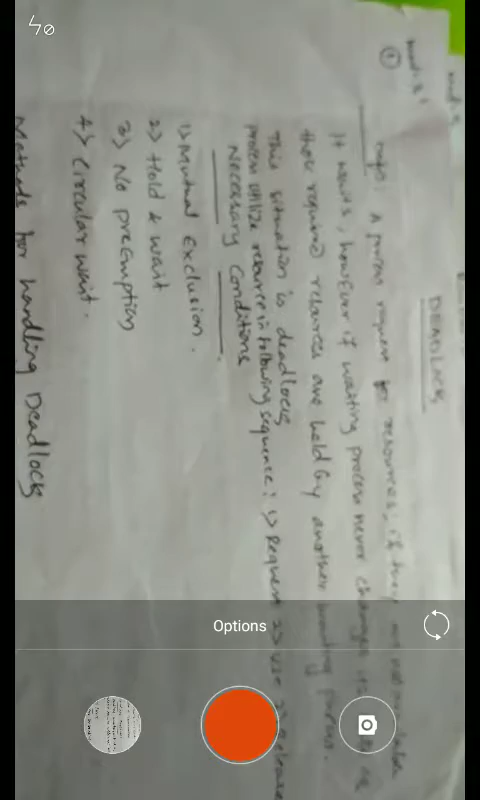 DEADLOCK
A process request for resources, if they are not available
It waits, however if waiting process never changes its
their required resources are held by another waiting process.
This situation is deadlock
process utilize resource in following sequence: 1> Request 2> use 3> Release
Necessary Conditions
1> Mutual Exclusion.
2> Hold & wait
3> No preemption
4> Circular wait.
Methods for handling Deadlock
Options